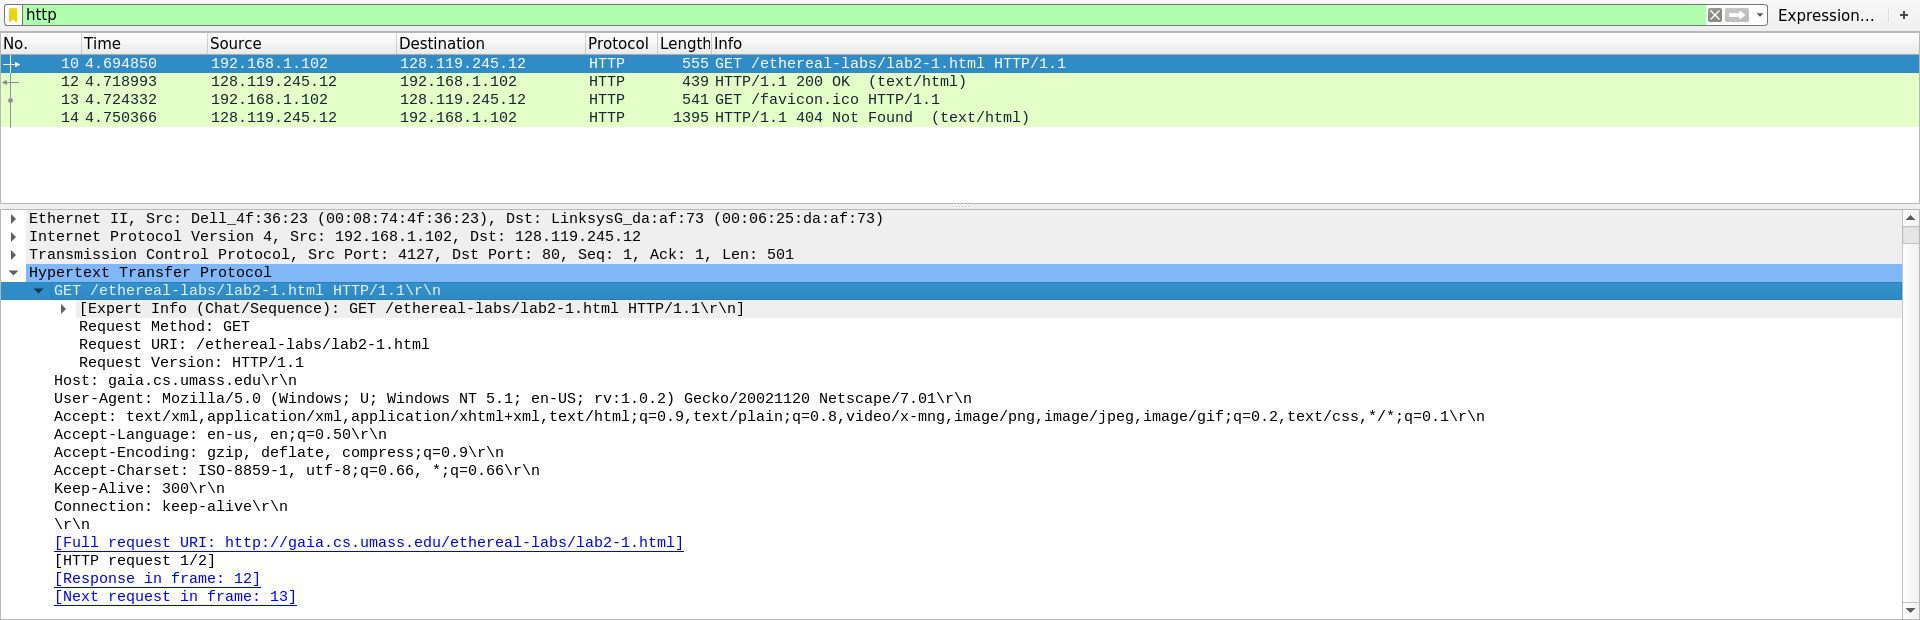 http Expression... +
No. Time Source Destination Protocol Length Info
10 4.694850 192.168.1.102 128.119.245.12 HTTP 555 GET /ethereal-labs/lab2-1.html HTTP/1.1
12 4.718993 128.119.245.12 192.168.1.102 HTTP 439 HTTP/1.1 200 OK  (text/html)
13 4.724332 192.168.1.102 128.119.245.12 HTTP 541 GET /favicon.ico HTTP/1.1
14 4.750366 128.119.245.12 192.168.1.102 HTTP 1395 HTTP/1.1 404 Not Found  (text/html)
Ethernet II, Src: Dell_4f:36:23 (00:08:74:4f:36:23), Dst: LinksysG_da:af:73 (00:06:25:da:af:73)
Internet Protocol Version 4, Src: 192.168.1.102, Dst: 128.119.245.12
Transmission Control Protocol, Src Port: 4127, Dst Port: 80, Seq: 1, Ack: 1, Len: 501
Hypertext Transfer Protocol
GET /ethereal-labs/lab2-1.html HTTP/1.1\r\n
[Expert Info (Chat/Sequence): GET /ethereal-labs/lab2-1.html HTTP/1.1\r\n]
Request Method: GET
Request URI: /ethereal-labs/lab2-1.html
Request Version: HTTP/1.1
Host: gaia.cs.umass.edu\r\n
User-Agent: Mozilla/5.0 (Windows; U; Windows NT 5.1; en-US; rv:1.0.2) Gecko/20021120 Netscape/7.01\r\n
Accept: text/xml,application/xml,application/xhtml+xml,text/html;q=0.9,text/plain;q=0.8,video/x-mng,image/png,image/jpeg,image/gif;q=0.2,text/css,*/*;q=0.1\r\n
Accept-Language: en-us, en;q=0.50\r\n
Accept-Encoding: gzip, deflate, compress;q=0.9\r\n
Accept-Charset: ISO-8859-1, utf-8;q=0.66, *;q=0.66\r\n
Keep-Alive: 300\r\n
Connection: keep-alive\r\n
\r\n
[Full request URI: http://gaia.cs.umass.edu/ethereal-labs/lab2-1.html]
[HTTP request 1/2]
[Response in frame: 12]
[Next request in frame: 13]